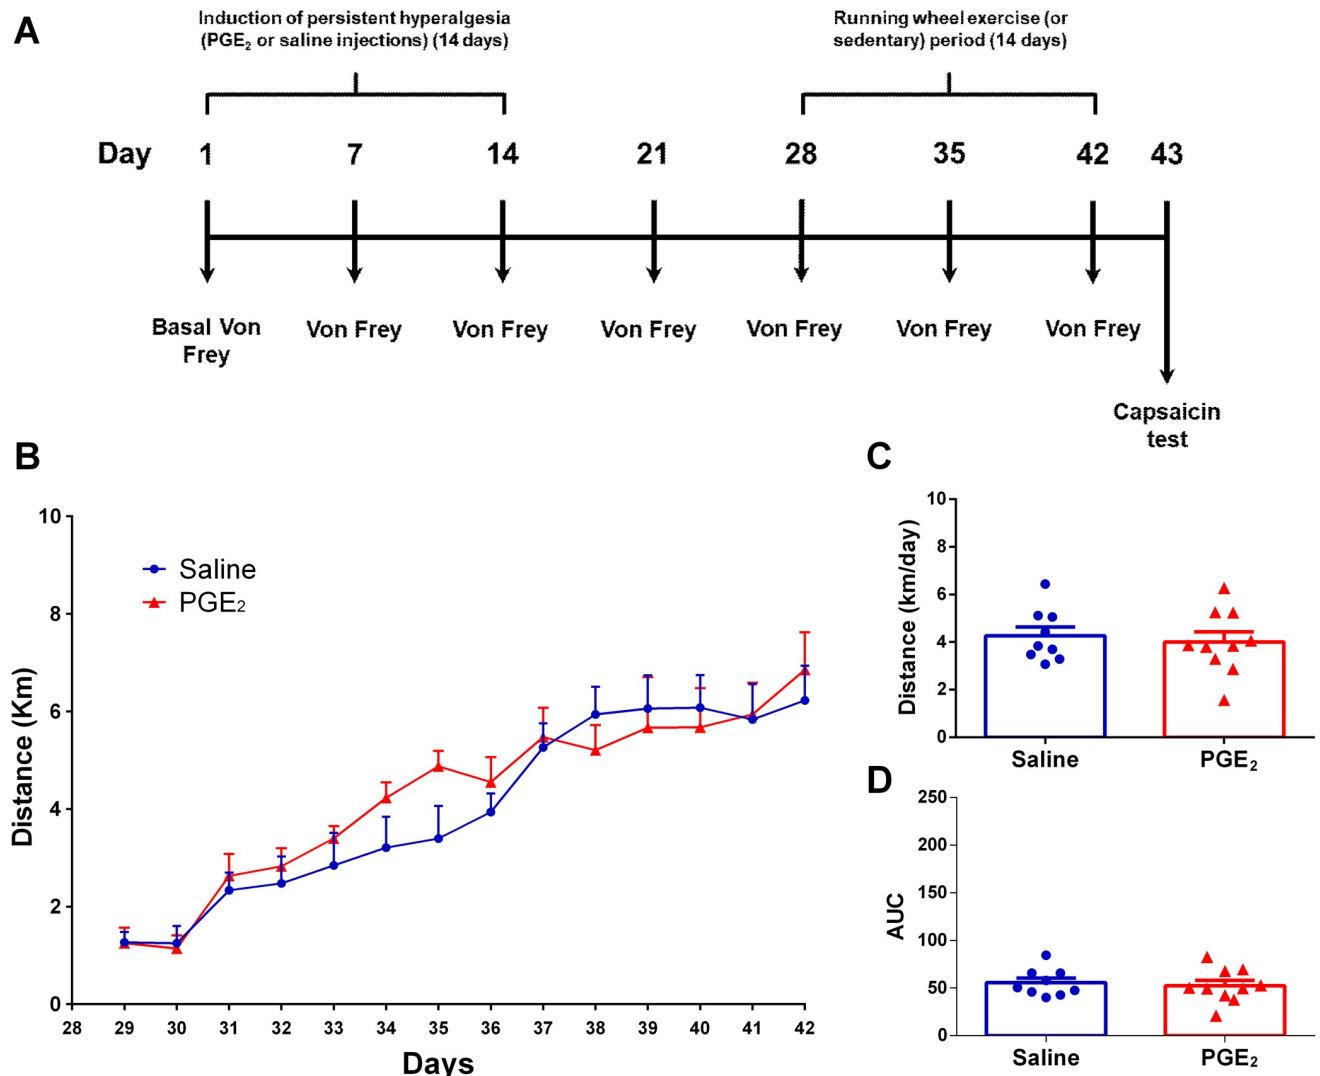 A
Induction of persistent hyperalgesia
(PGE₂ or saline injections) (14 days)
Running wheel exercise (or
sedentary) period (14 days)
Day 1 7 14 21 28 35 42 43
Basal Von
Frey
Von Frey
Von Frey
Von Frey
Von Frey
Von Frey
Von Frey
Capsaicin
test
B
Distance (Km)
10
8
6
4
2
0
Saline
PGE₂
28 29 30 31 32 33 34 35 36 37 38 39 40 41 42
Days
C
Distance (km/day)
10
8
6
4
2
0
Saline PGE₂
D
AUC
250
200
150
100
50
0
Saline PGE₂